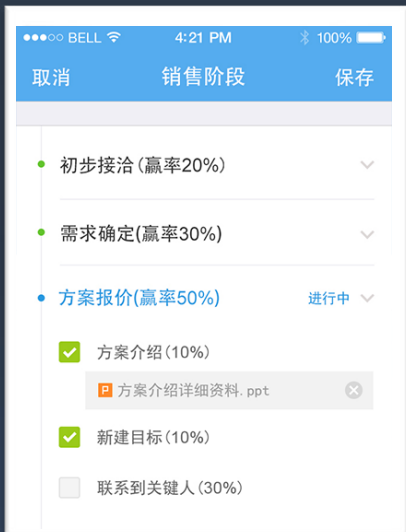 BELL 4:21 PM 100%
取消 销售阶段 保存
初步接洽(赢率20%)
需求确定(赢率30%)
方案报价(赢率50%) 进行中
方案介绍(10%)
P 方案介绍详细资料.ppt
新建目标(10%)
联系到关键人(30%)